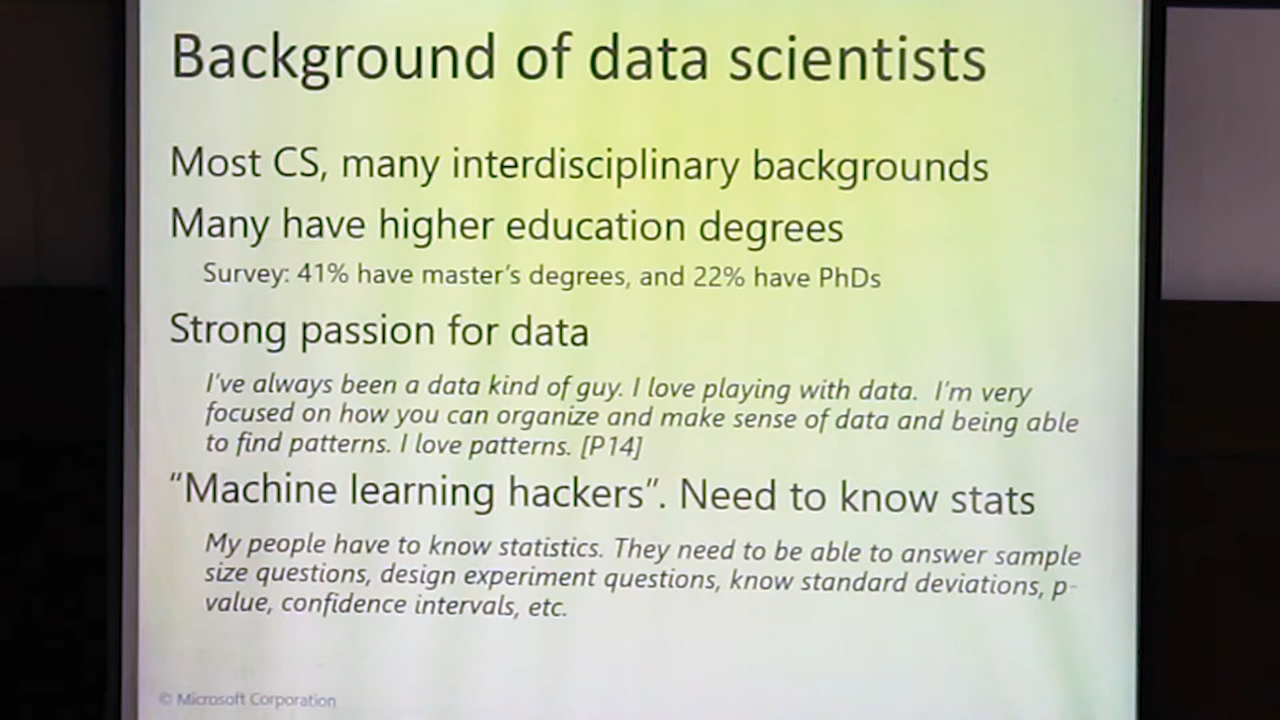 Background of data scientists
Most CS, many interdisciplinary backgrounds
Many have higher education degrees
Survey: 41% have master's degrees, and 22% have PhDs
Strong passion for data
I've always been a data kind of guy. I love playing with data. I'm very
focused on how you can organize and make sense of data and being able
to find patterns. I love patterns. [P14]
“Machine learning hackers”. Need to know stats
My people have to know statistics. They need to be able to answer sample
size questions, design experiment questions, know standard deviations, p-
value, confidence intervals, etc.
© Microsoft Corporation